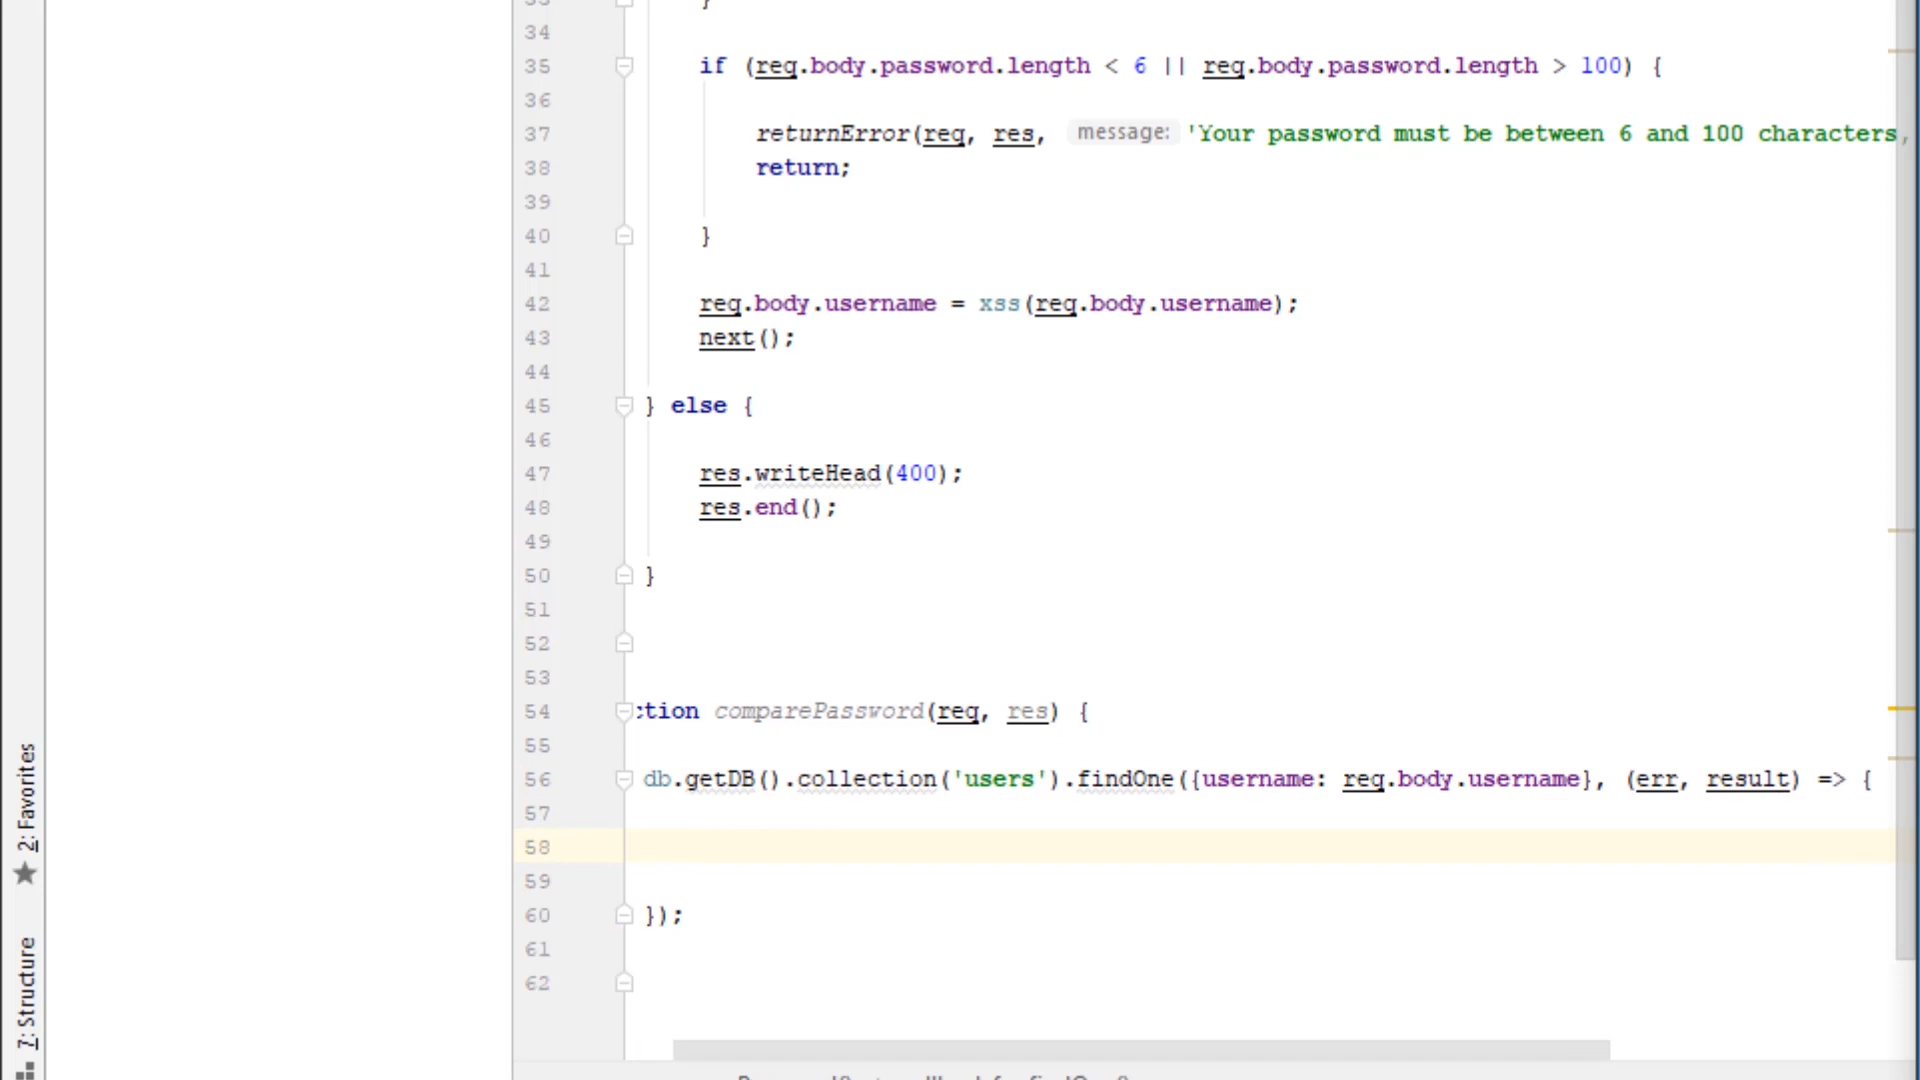 34
35 if (req.body.password.length < 6 || req.body.password.length > 100) {
36
37 returnError(req, res, message: 'Your password must be between 6 and 100 characters,
38 return;
39
40 }
41
42 req.body.username = xss(req.body.username);
43 next();
44
45 } else {
46
47 res.writeHead(400);
48 res.end();
49
50 }
51
52
53
54 ction comparePassword(req, res) {
55
56 db.getDB().collection('users').findOne({username: req.body.username}, (err, result) => {
57
58
59
60 });
61
62
2: Favorites
7: Structure